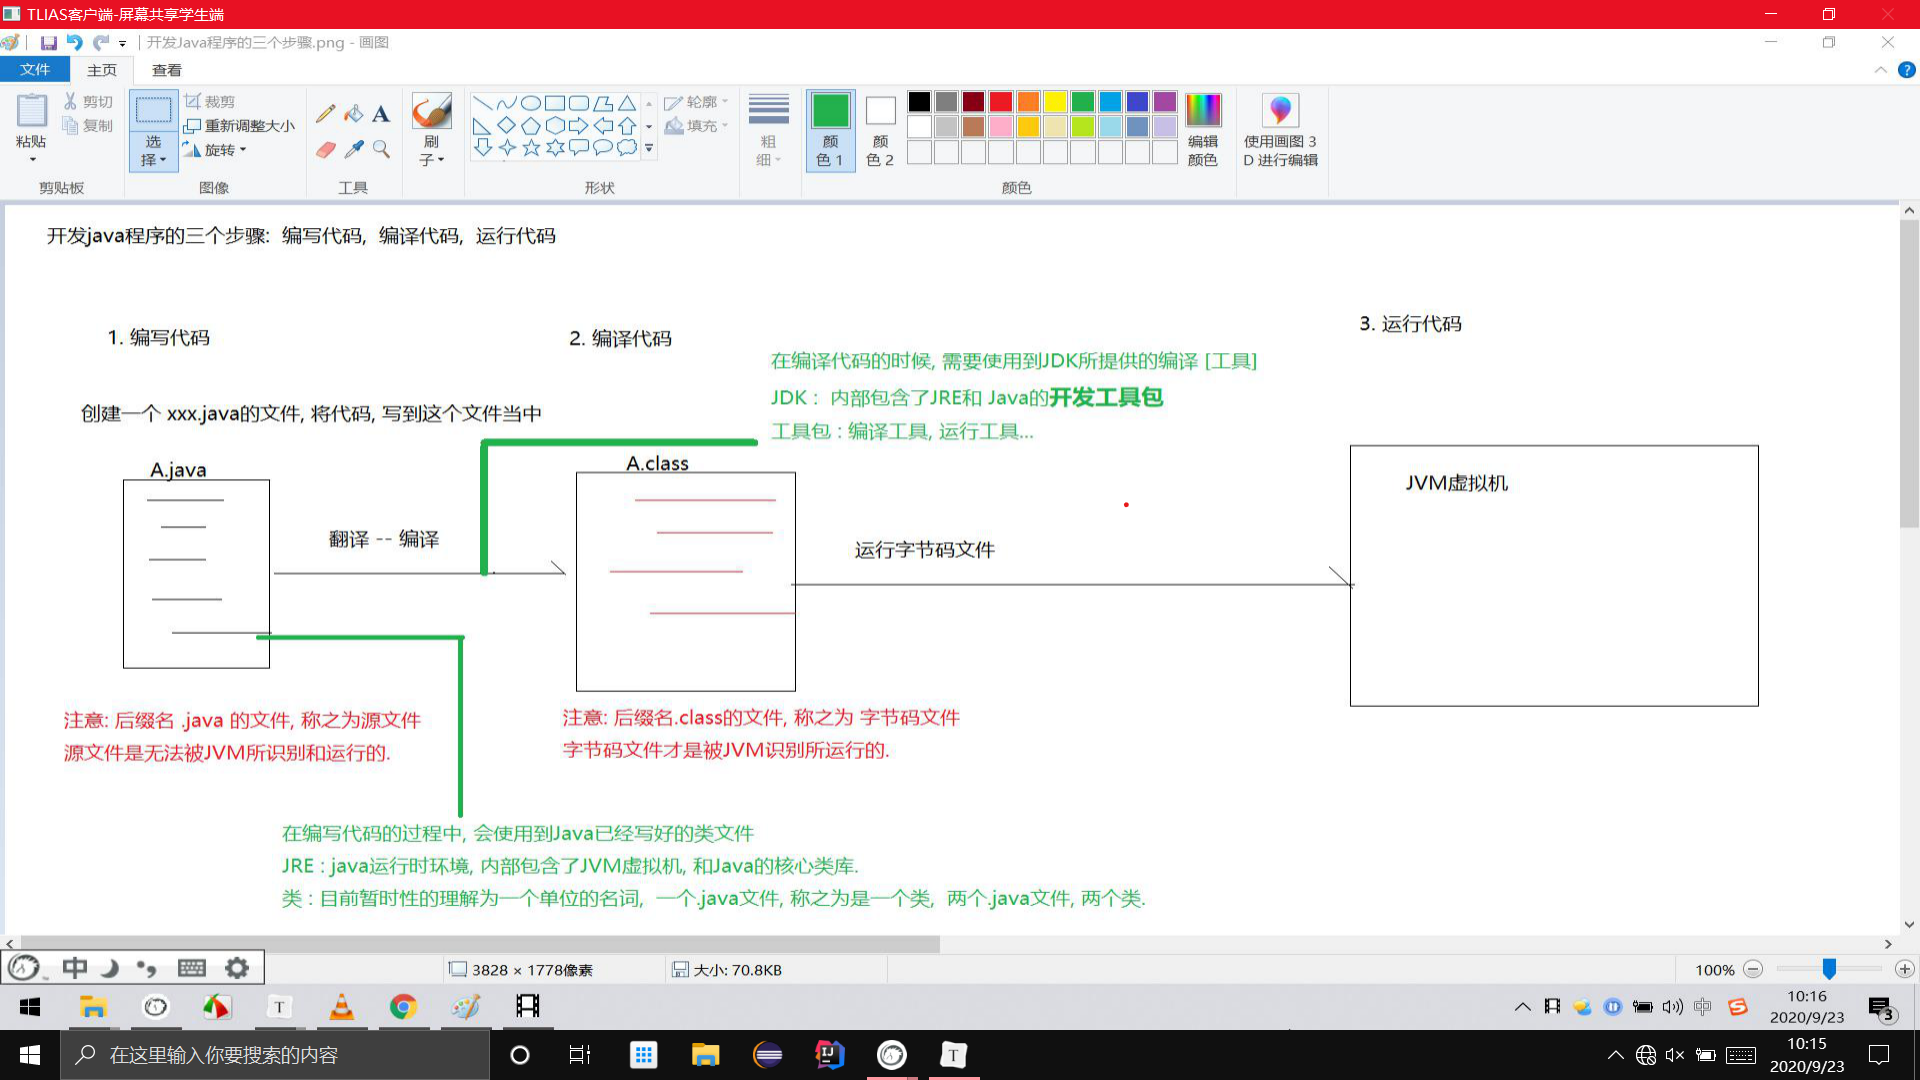 TLIAS客户端-屏幕共享学生端
开发Java程序的三个步骤.png - 画图
文件 主页 查看
粘贴 剪切 复制 剪贴板
选择 裁剪 重新调整大小 旋转 图像
A
工具
刷子
形状
轮廓
填充
粗细
颜色 1
颜色 2
编辑颜色
颜色
使用画图 3D 进行编辑
开发java程序的三个步骤: 编写代码, 编译代码, 运行代码
1. 编写代码
2. 编译代码
3. 运行代码
在编译代码的时候, 需要使用到JDK所提供的编译 [工具]
JDK : 内部包含了JRE和 Java的开发工具包
工具包 : 编译工具, 运行工具...
创建一个 xxx.java的文件, 将代码, 写到这个文件当中
A.java
A.class
JVM虚拟机
翻译 -- 编译
运行字节码文件
注意: 后缀名 .java 的文件, 称之为源文件
源文件是无法被JVM所识别和运行的.
注意: 后缀名.class的文件, 称之为 字节码文件
字节码文件才是被JVM识别所运行的.
在编写代码的过程中, 会使用到Java已经写好的类文件
JRE : java运行时环境, 内部包含了JVM虚拟机, 和Java的核心类库.
类 : 目前暂时性的理解为一个单位的名词, 一个.java文件, 称之为是一个类, 两个.java文件, 两个类.
中
3828 × 1778像素
大小: 70.8KB
100%
T
中
10:16
2020/9/23
3
在这里输入你要搜索的内容
IJ
T
10:15
2020/9/23